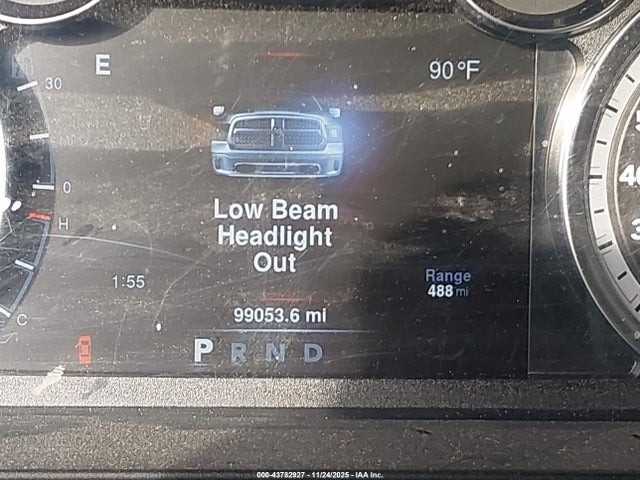 E
90°F
30
0
H
C
Low Beam
Headlight
Out
1:55
Range
488 mi
99053.6 mi
P R N D
40
000-43782927 - 11/24/2025 - IAA Inc.